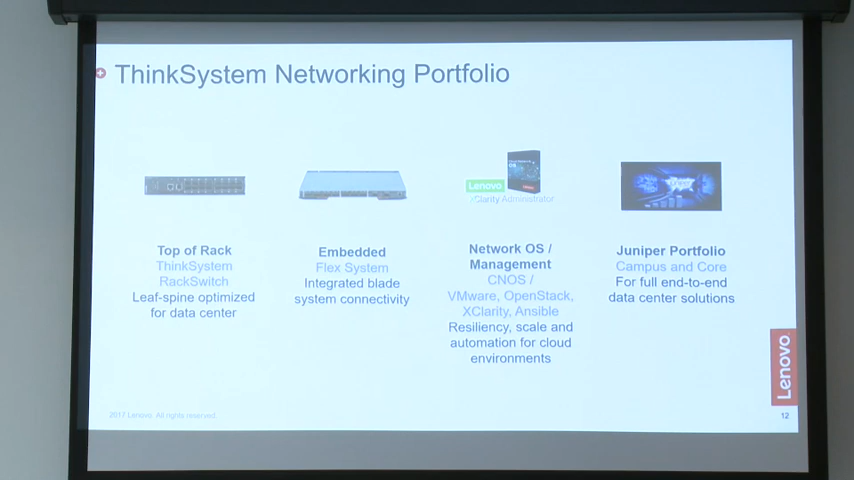 ThinkSystem Networking Portfolio
Lenovo
xClarity Administrator
Top of Rack
ThinkSystem
RackSwitch
Leaf-spine optimized
for data center
Embedded
Flex System
Integrated blade
system connectivity
Network OS /
Management
CNOS /
VMware, OpenStack,
XClarity, Ansible
Resiliency, scale and
automation for cloud
environments
Juniper Portfolio
Campus and Core
For full end-to-end
data center solutions
Lenovo
2017 Lenovo. All rights reserved.
12